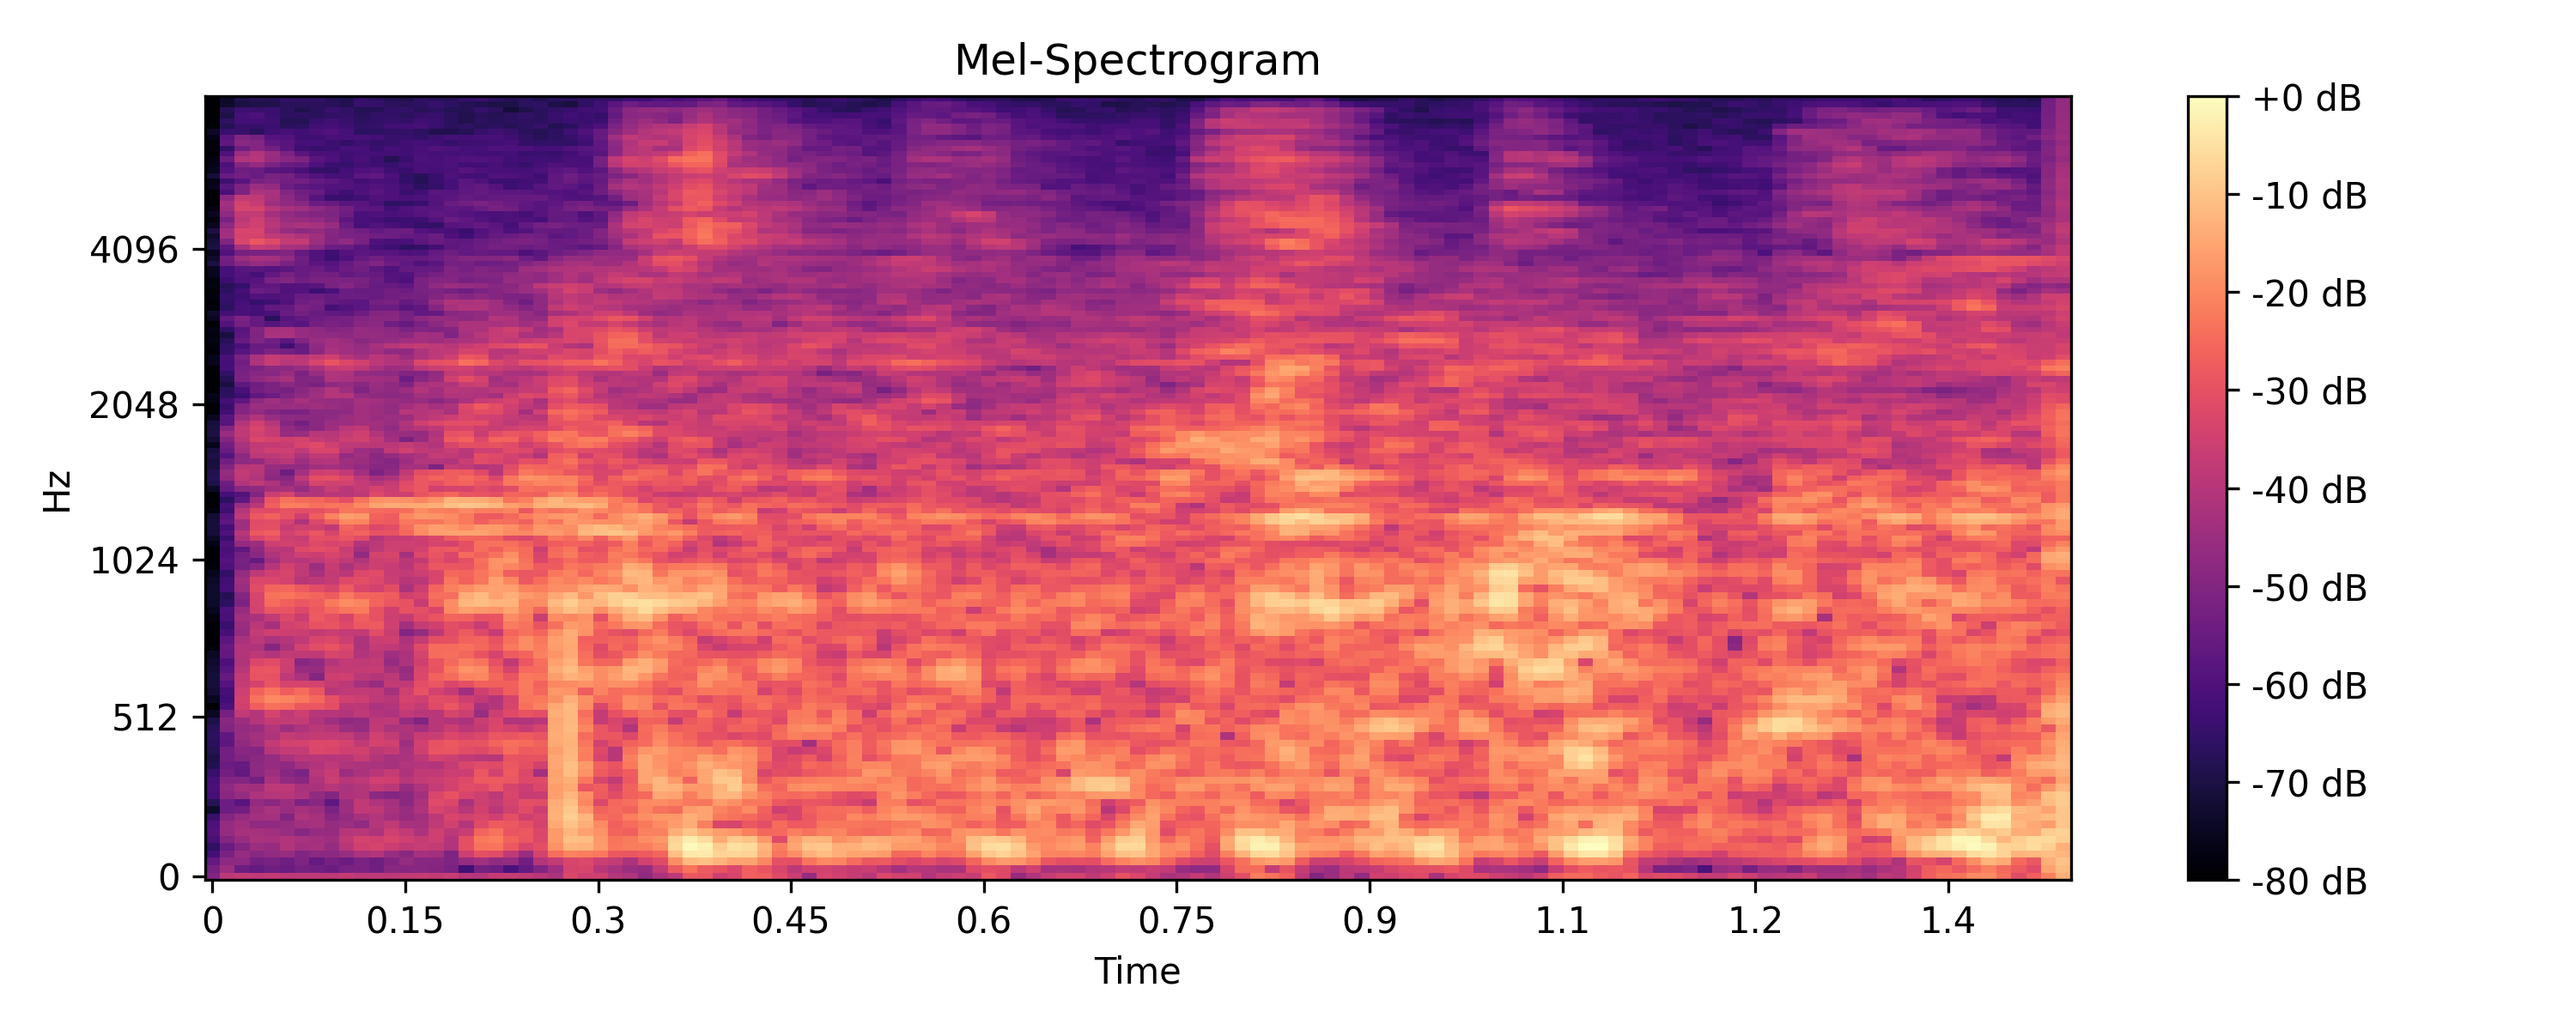 Mel-Spectrogram
Hz
4096
2048
1024
512
0
0 0.15 0.3 0.45 0.6 0.75 0.9 1.1 1.2 1.4
Time
+0 dB
-10 dB
-20 dB
-30 dB
-40 dB
-50 dB
-60 dB
-70 dB
-80 dB